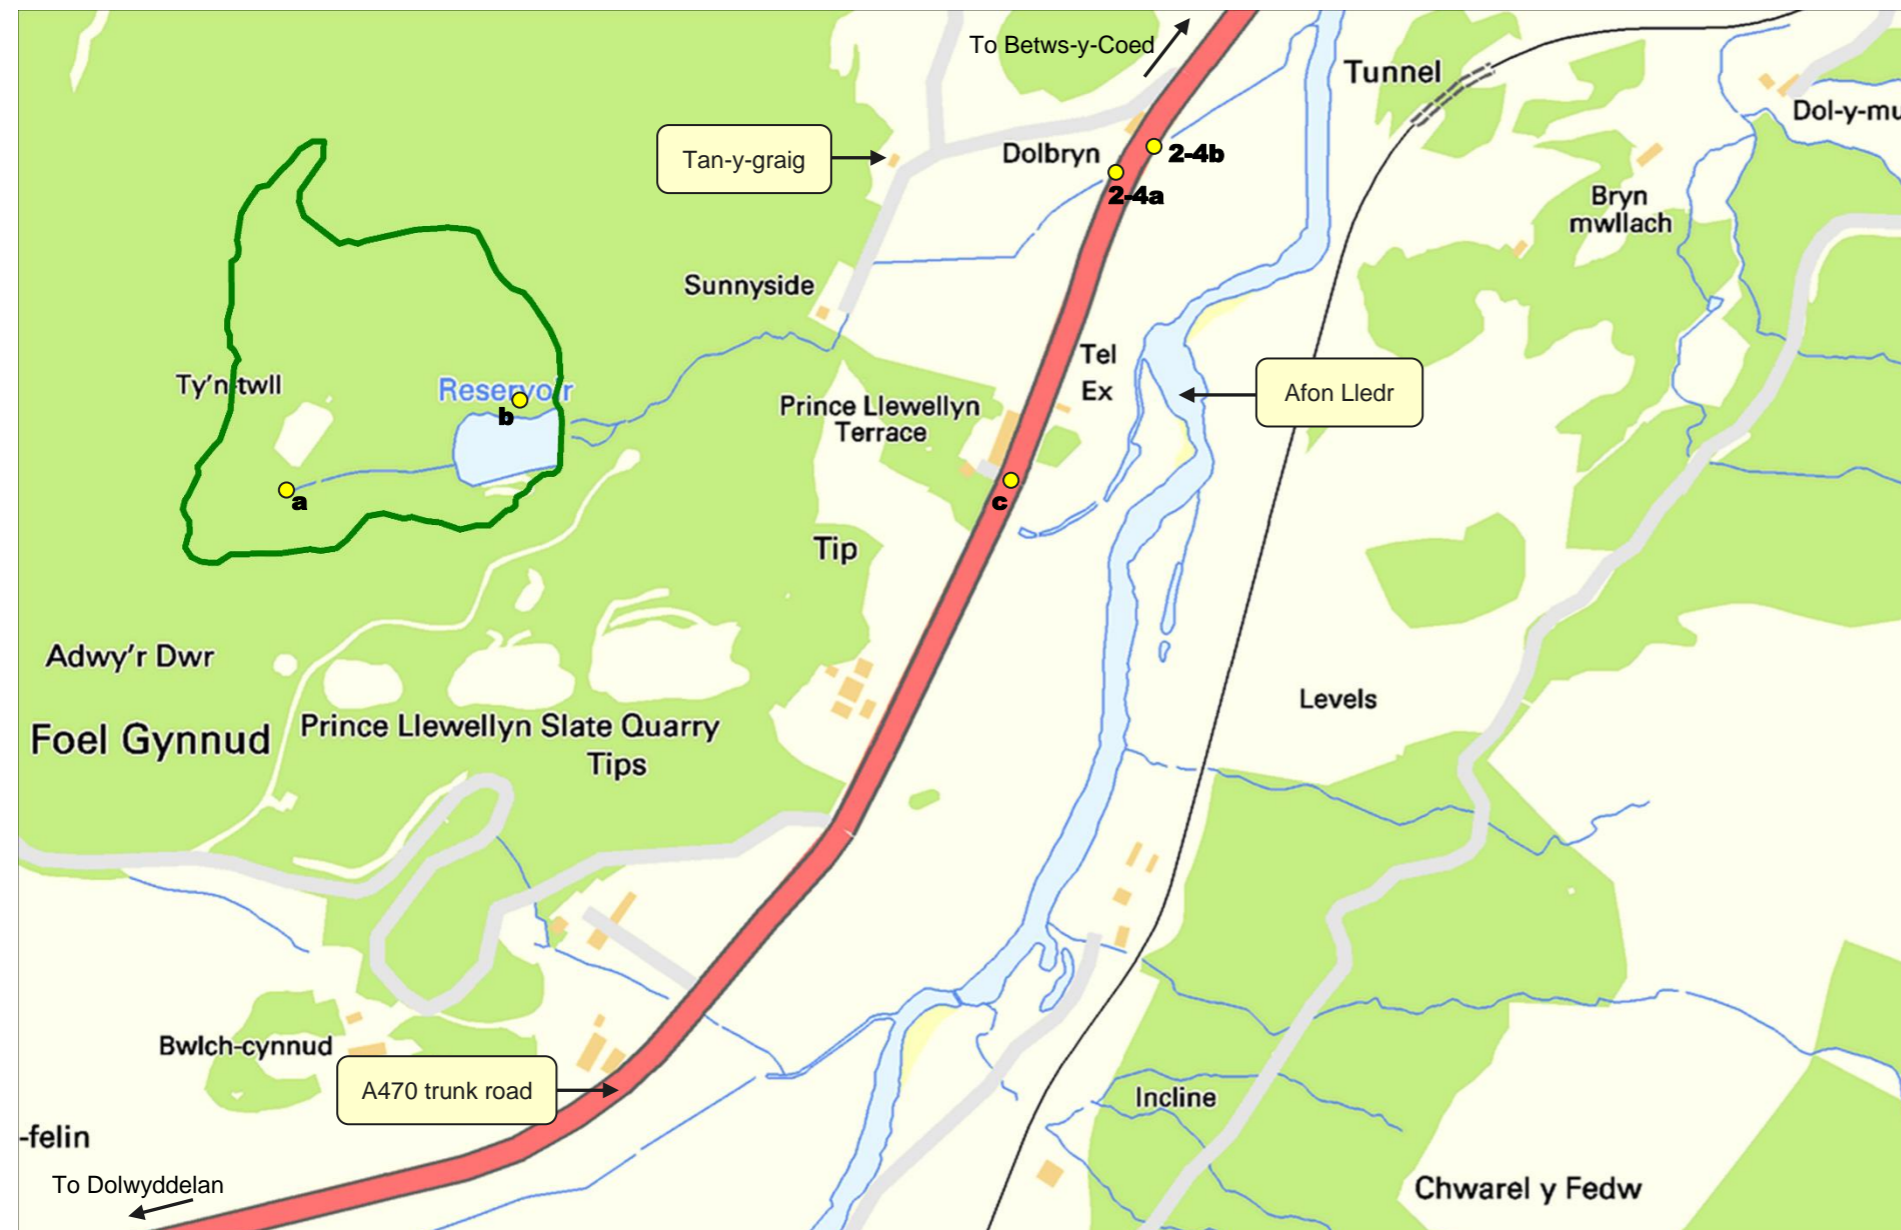 To Betws-y-Coed
Tunnel
Dol-y-mu
Tan-y-graig
Dolbryn
2-4b
2-4a
Bryn
mwllach
Sunnyside
Tel
Ex
Ty'n-twll
Reservoir
b
Prince Llewellyn
Terrace
Afon Lledr
a
c
Tip
Adwy'r Dwr
Levels
Foel Gynnud
Prince Llewellyn Slate Quarry
Tips
Bwlch-cynnud
A470 trunk road
Incline
-felin
To Dolwyddelan
Chwarel y Fedw